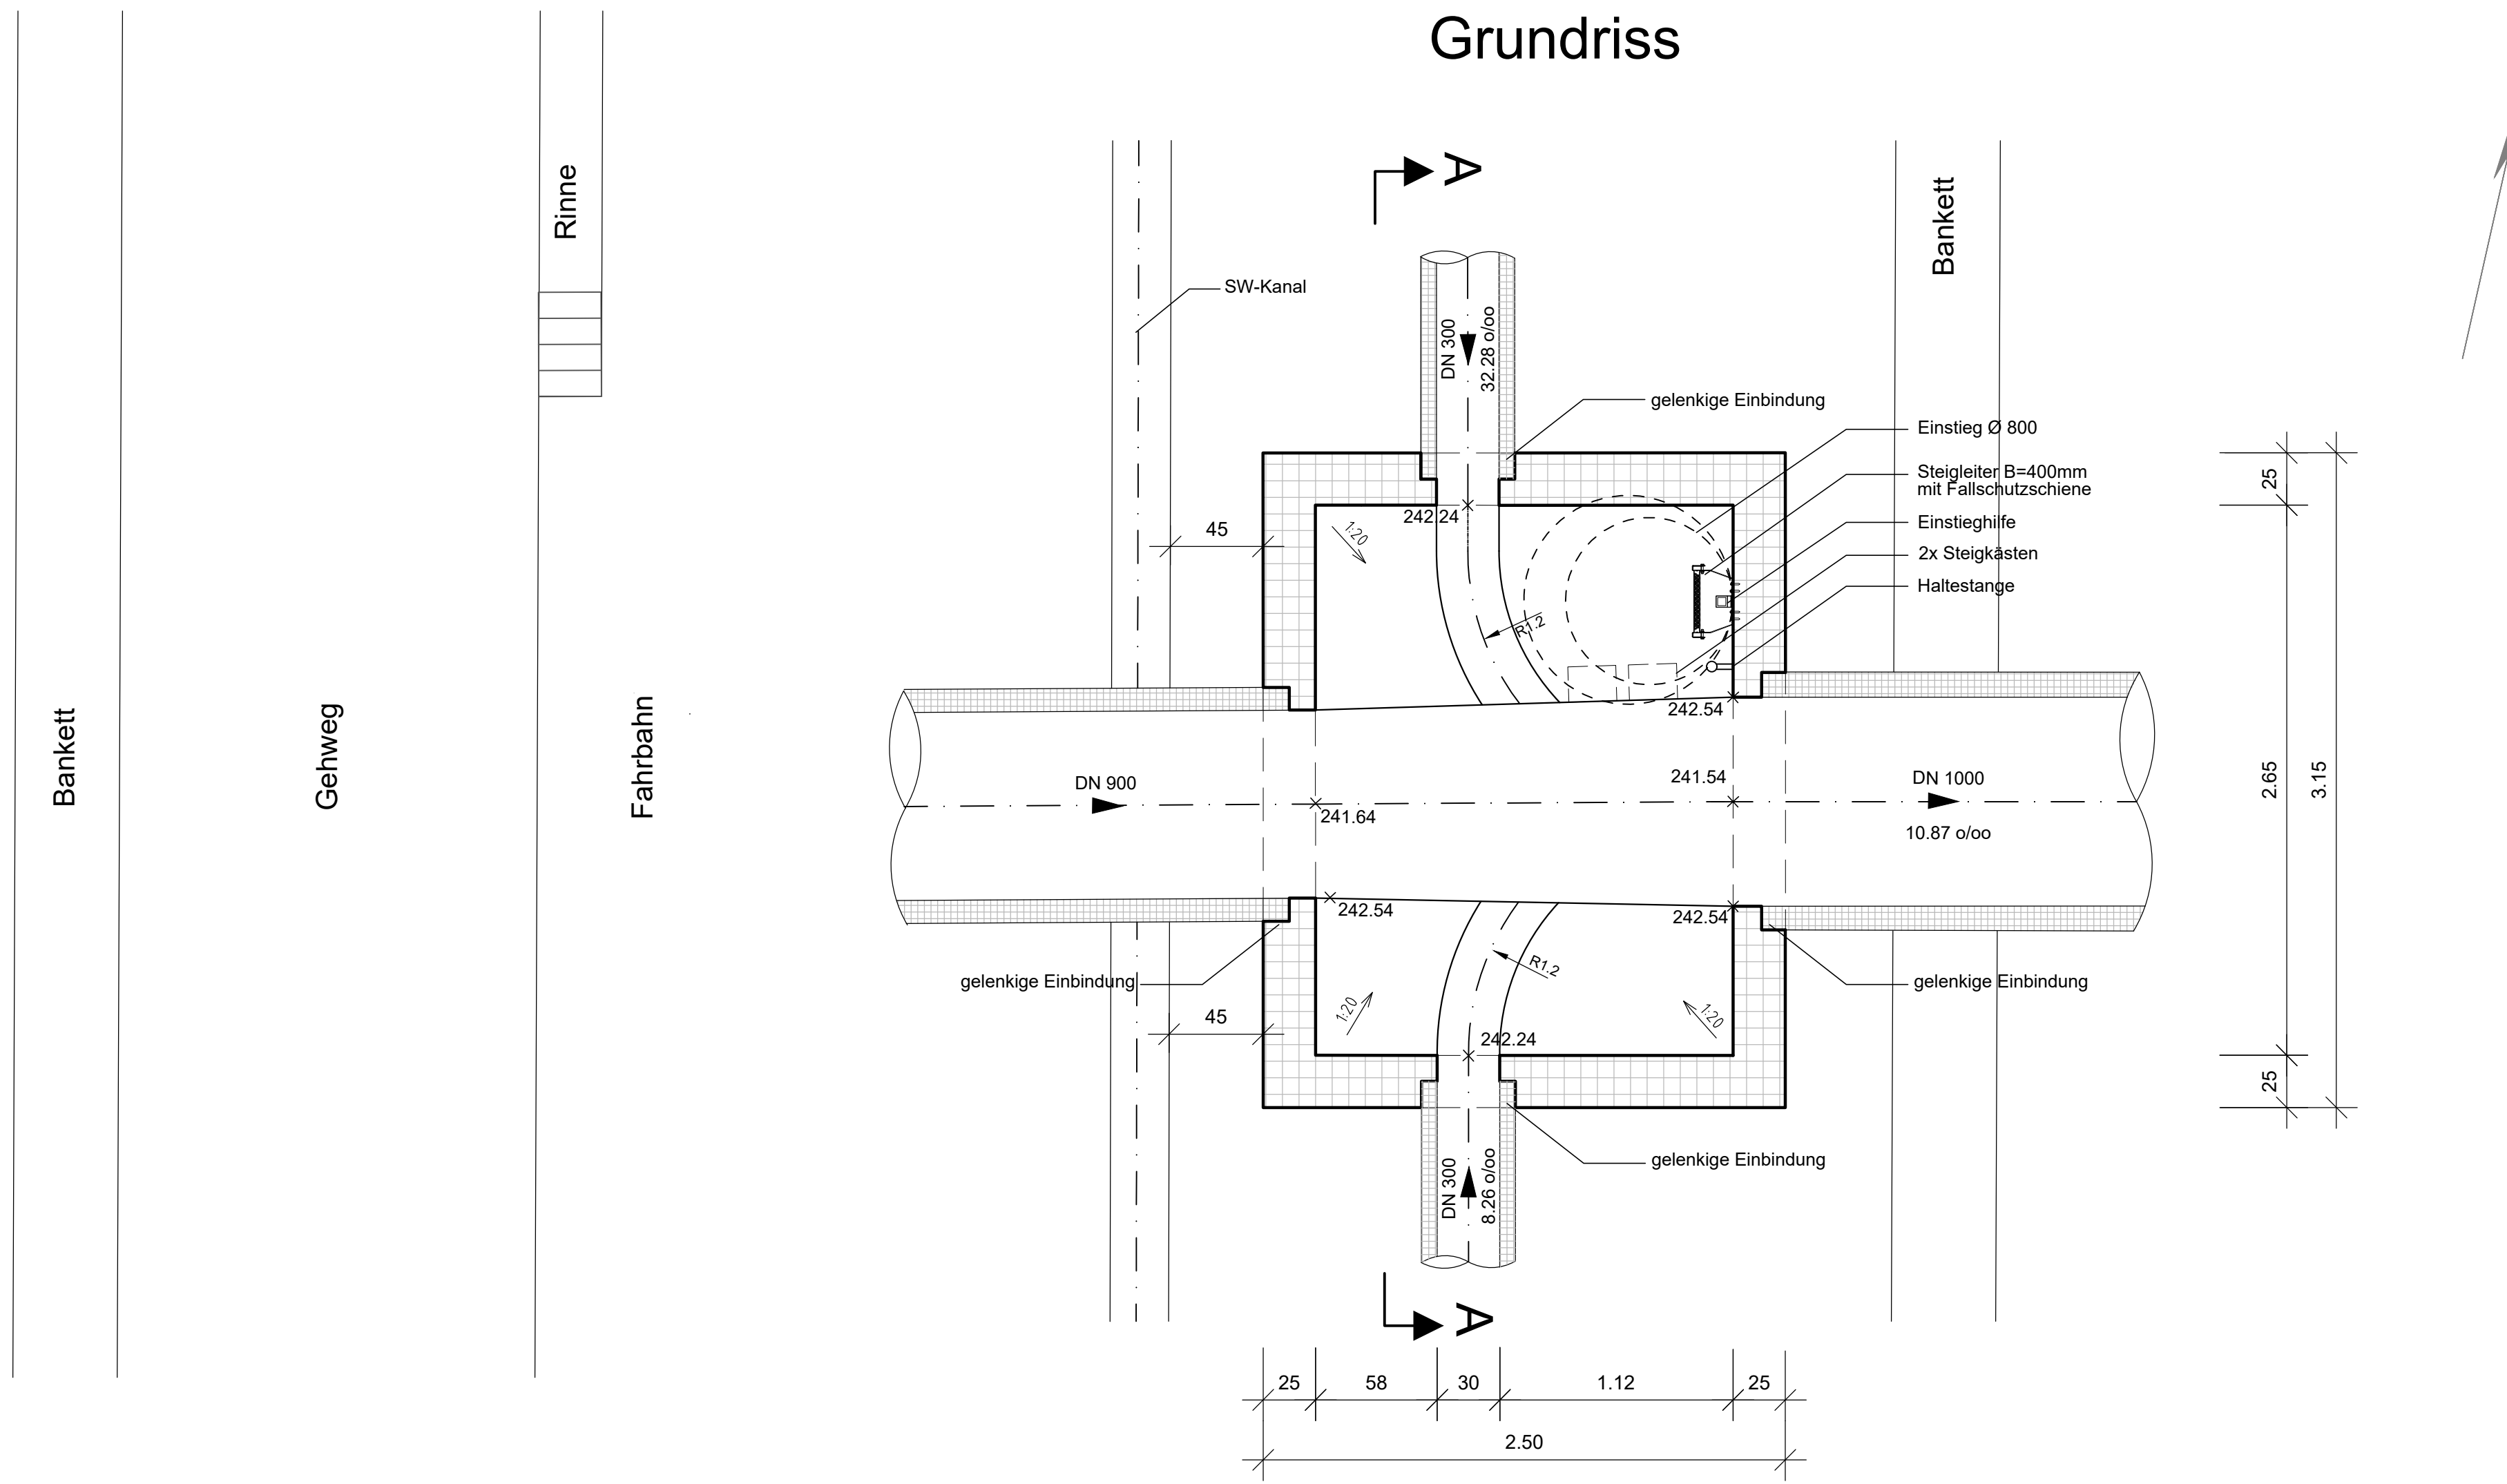 Grundriss
A
Rinne
Bankett
SW-Kanal
DN 300
32.28 o/oo
gelenkige Einbindung
Einstieg Ø 800
Steigleiter B=400mm
mit Fallschutzschiene
Einstieghilfe
2x Steigkästen
Haltestange
25
45
242.24
1:20
R1.2
242.54
Bankett
Gehweg
Fahrbahn
DN 900
241.64
241.54
DN 1000
10.87 o/oo
2.65
3.15
242.54
242.54
gelenkige Einbindung
R1.2
gelenkige Einbindung
45
1:20
1:20
242.24
25
DN 300
8.26 o/oo
gelenkige Einbindung
A
25
58
30
1.12
25
2.50